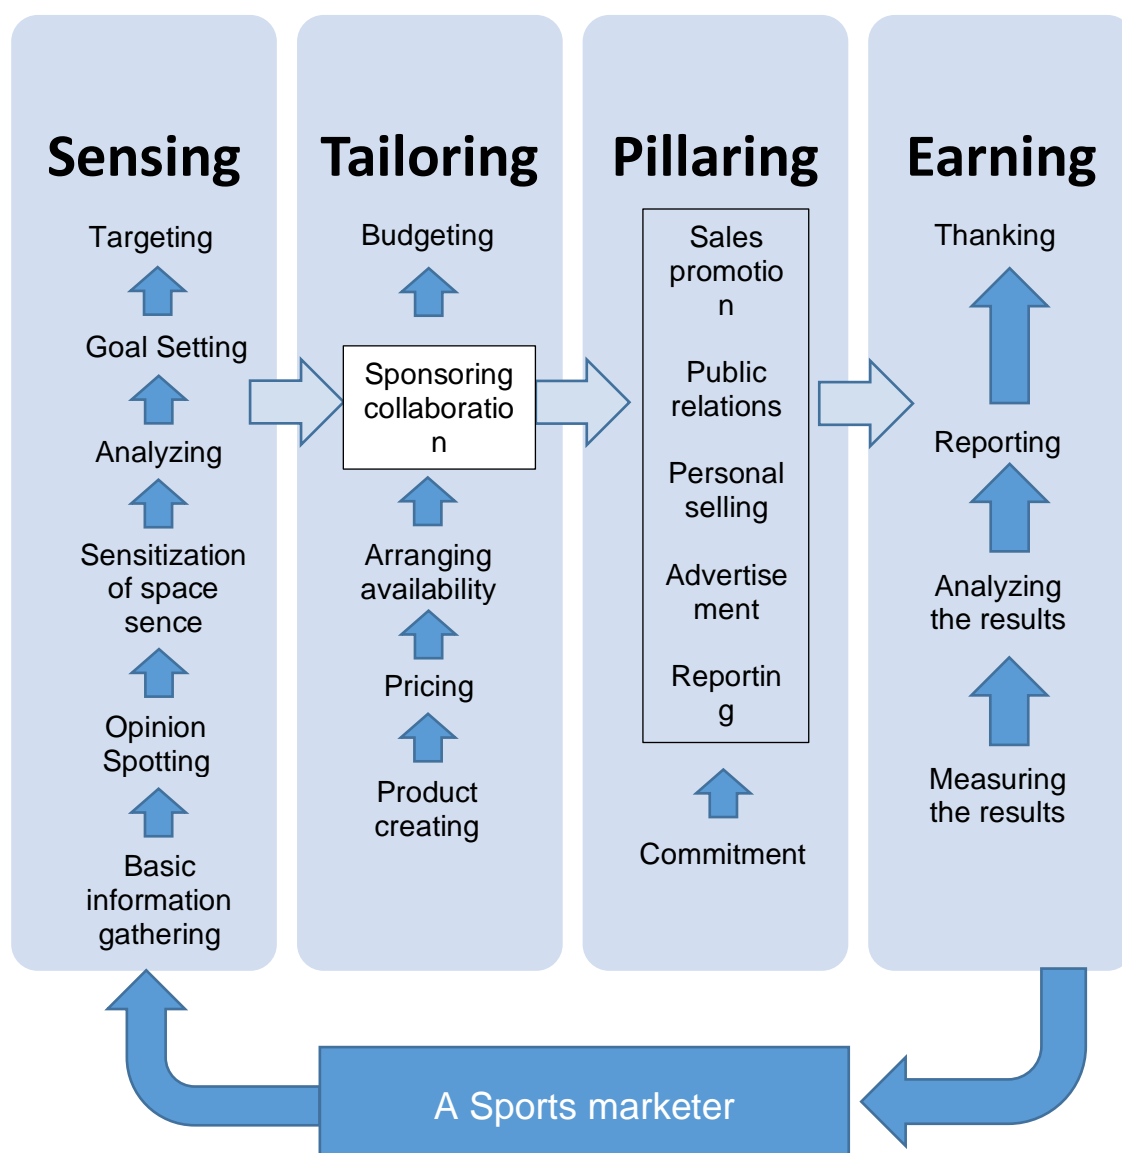 Sensing
Targeting
Goal Setting
Analyzing
Sensitization
of space
sence
Opinion
Spotting
Basic
information
gathering
Tailoring
Budgeting
Sponsoring
collaboratio
n
Arranging
availability
Pricing
Product
creating
Pillaring
Sales
promotio
n
Public
relations
Personal
selling
Advertise
ment
Reportin
g
Commitment
Earning
Thanking
Reporting
Analyzing
the results
Measuring
the results
A Sports marketer